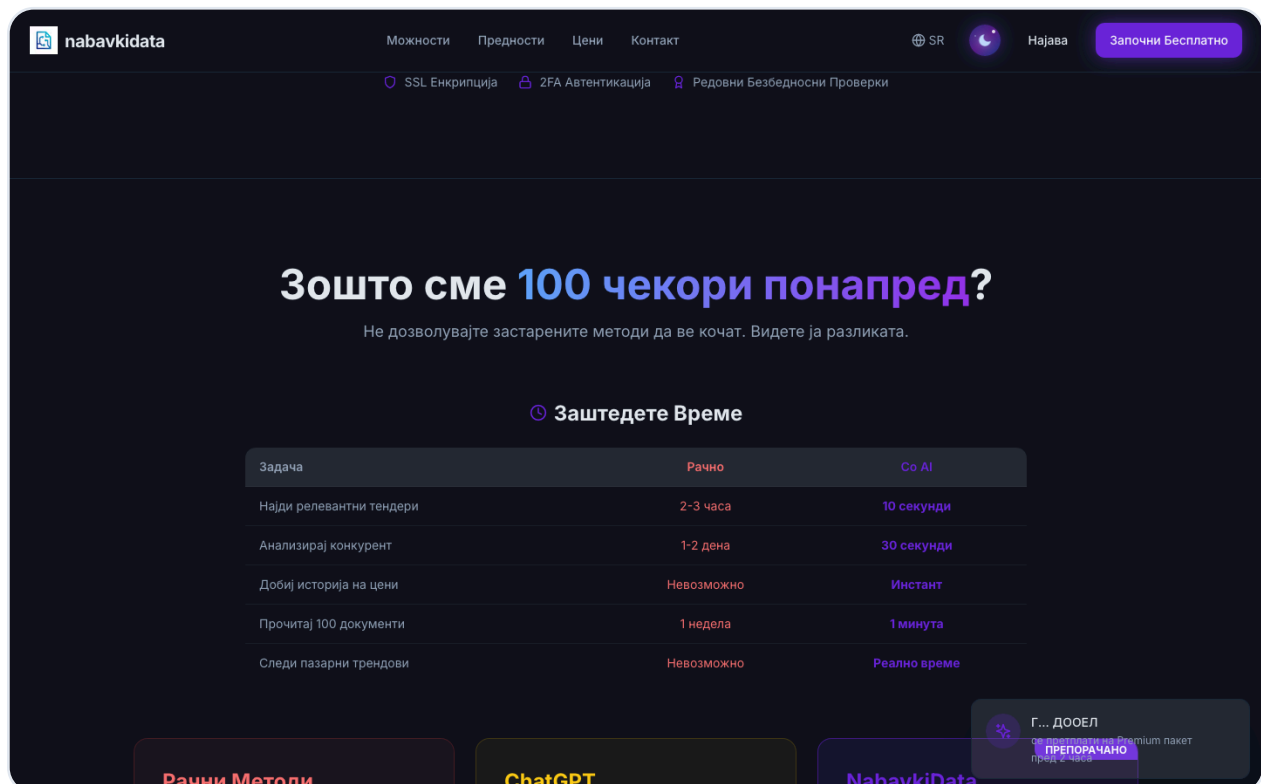 nabavkidata
Можности Предности Цени Контакт
SR
Најава
Започни Бесплатно
SSL Енкрипција 2FA Автентикација Редовни Безбедносни Проверки
Зошто сме 100 чекори понапред?
Не дозволувајте застарените методи да ве кочат. Видете ја разликата.
Заштедете Време
Задача Рачно Со AI
Најди релевантни тендери 2-3 часа 10 секунди
Анализирај конкурент 1-2 дена 30 секунди
Добиј историја на цени Невозможно Инстант
Прочитај 100 документи 1 недела 1 минута
Следи пазарни трендови Невозможно Реално време
Г... ДООЕЛ
се претплати на Premium пакет
пред 2 часа
ПРЕПОРАЧАНО
Рачни Методи ChatGPT NabavkiData